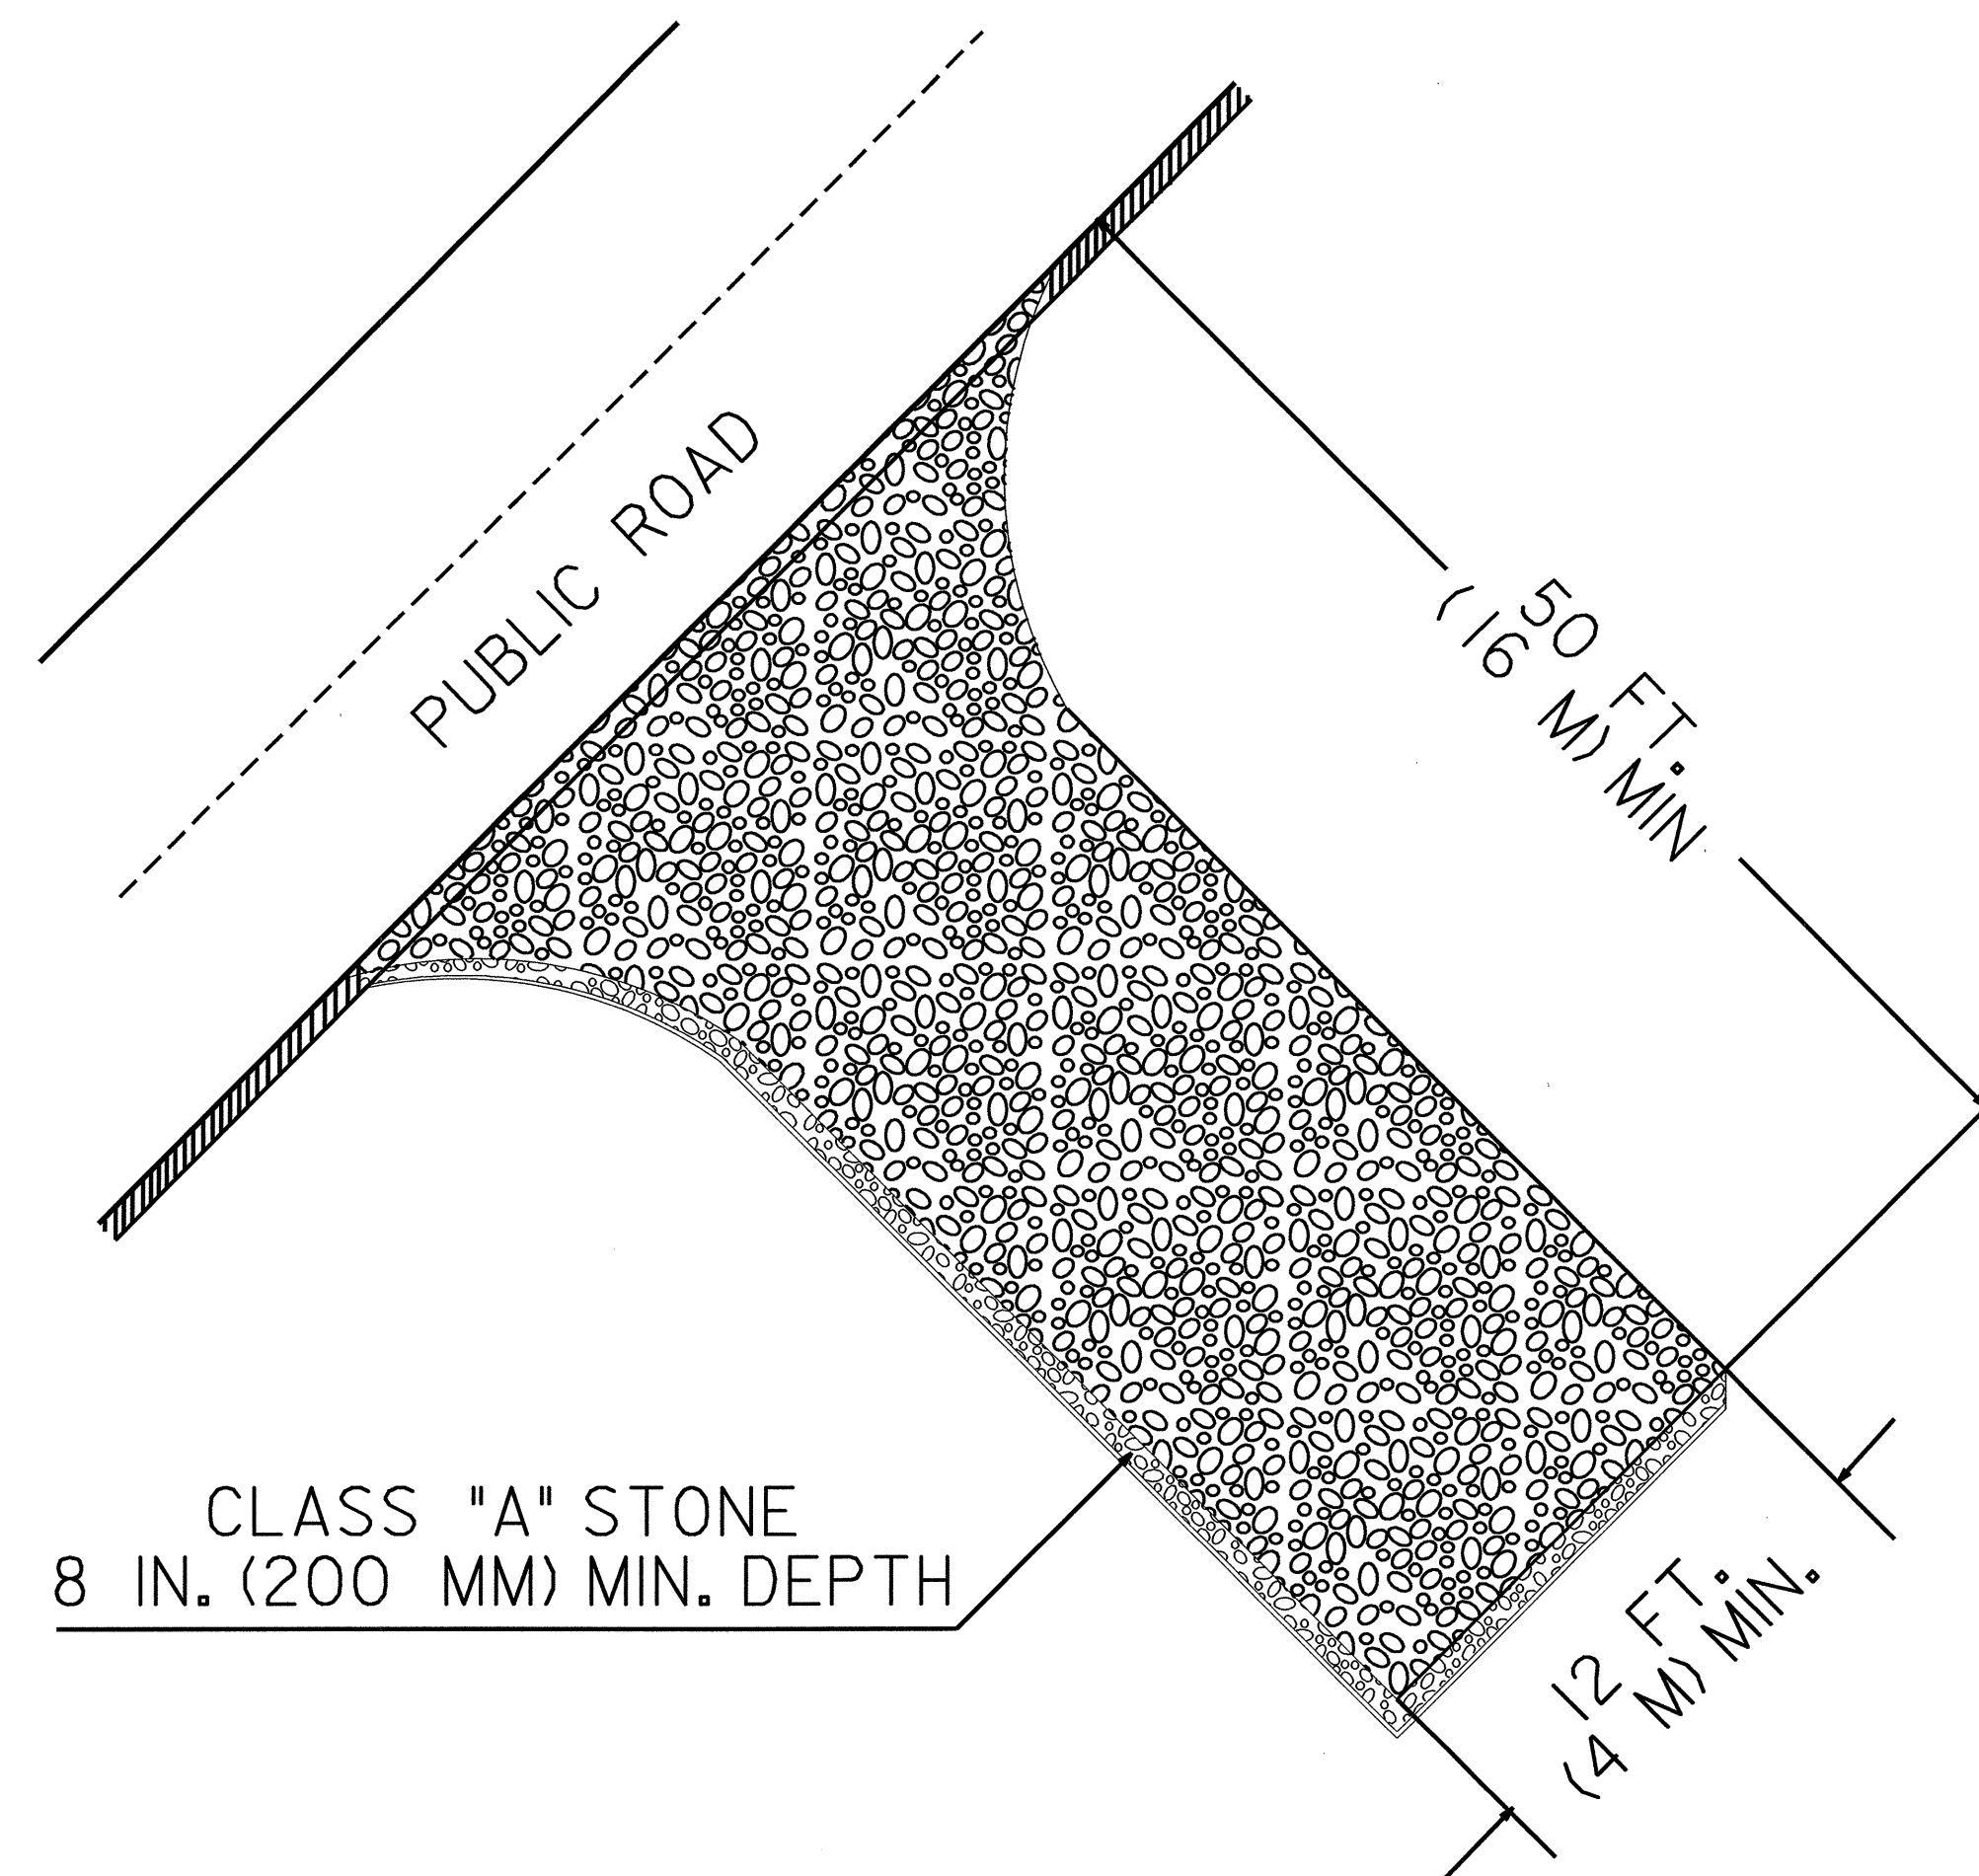 PUBLIC ROAD
50 FT.
(16 M) MIN
CLASS "A" STONE
8 IN. (200 MM) MIN. DEPTH
12 FT.
(4 M) MIN.